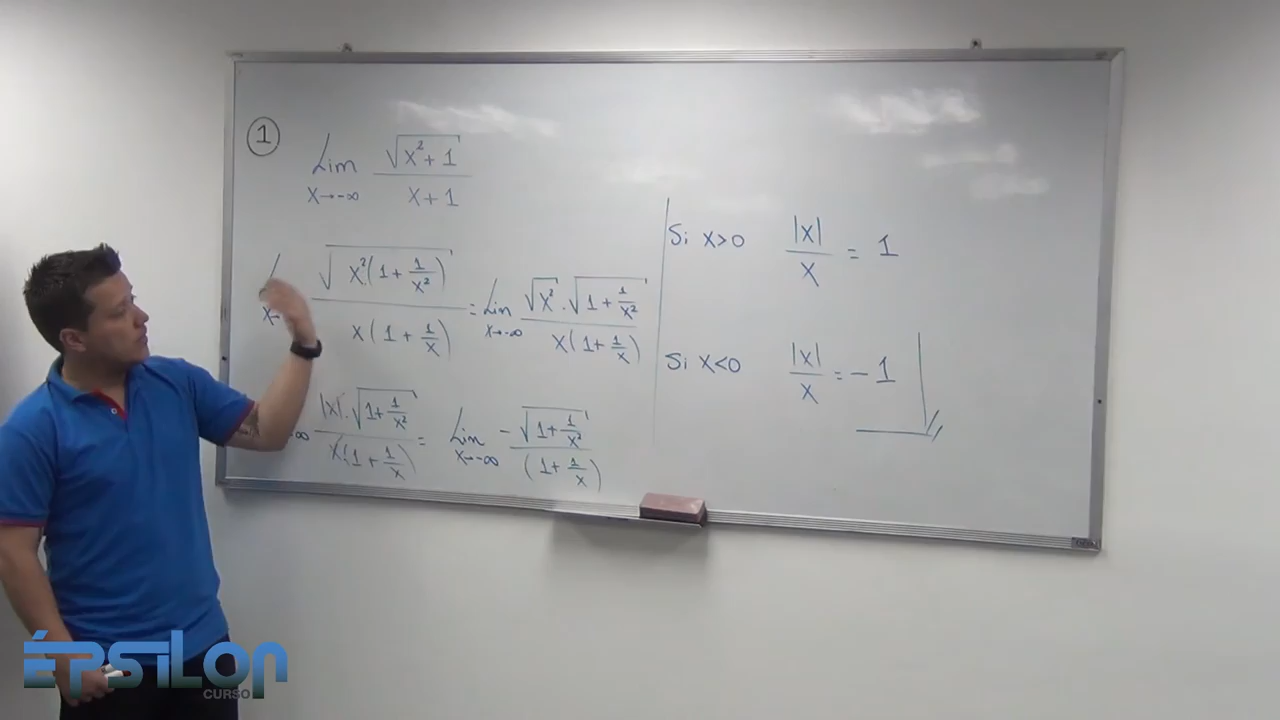 1
Lim x→-∞ √(x²+1) / x+1
√(x²(1+1/x²)) / x(1+1/x) = Lim x→-∞ √x² · √(1+1/x²) / x(1+1/x)
∞ |x|·√(1+1/x²) / x(1+1/x) = Lim x→-∞ -√(1+1/x²) / (1+1/x)
Si x>0 |x|/x = 1
Si x<0 |x|/x = -1
ÉPSILON
CURSO